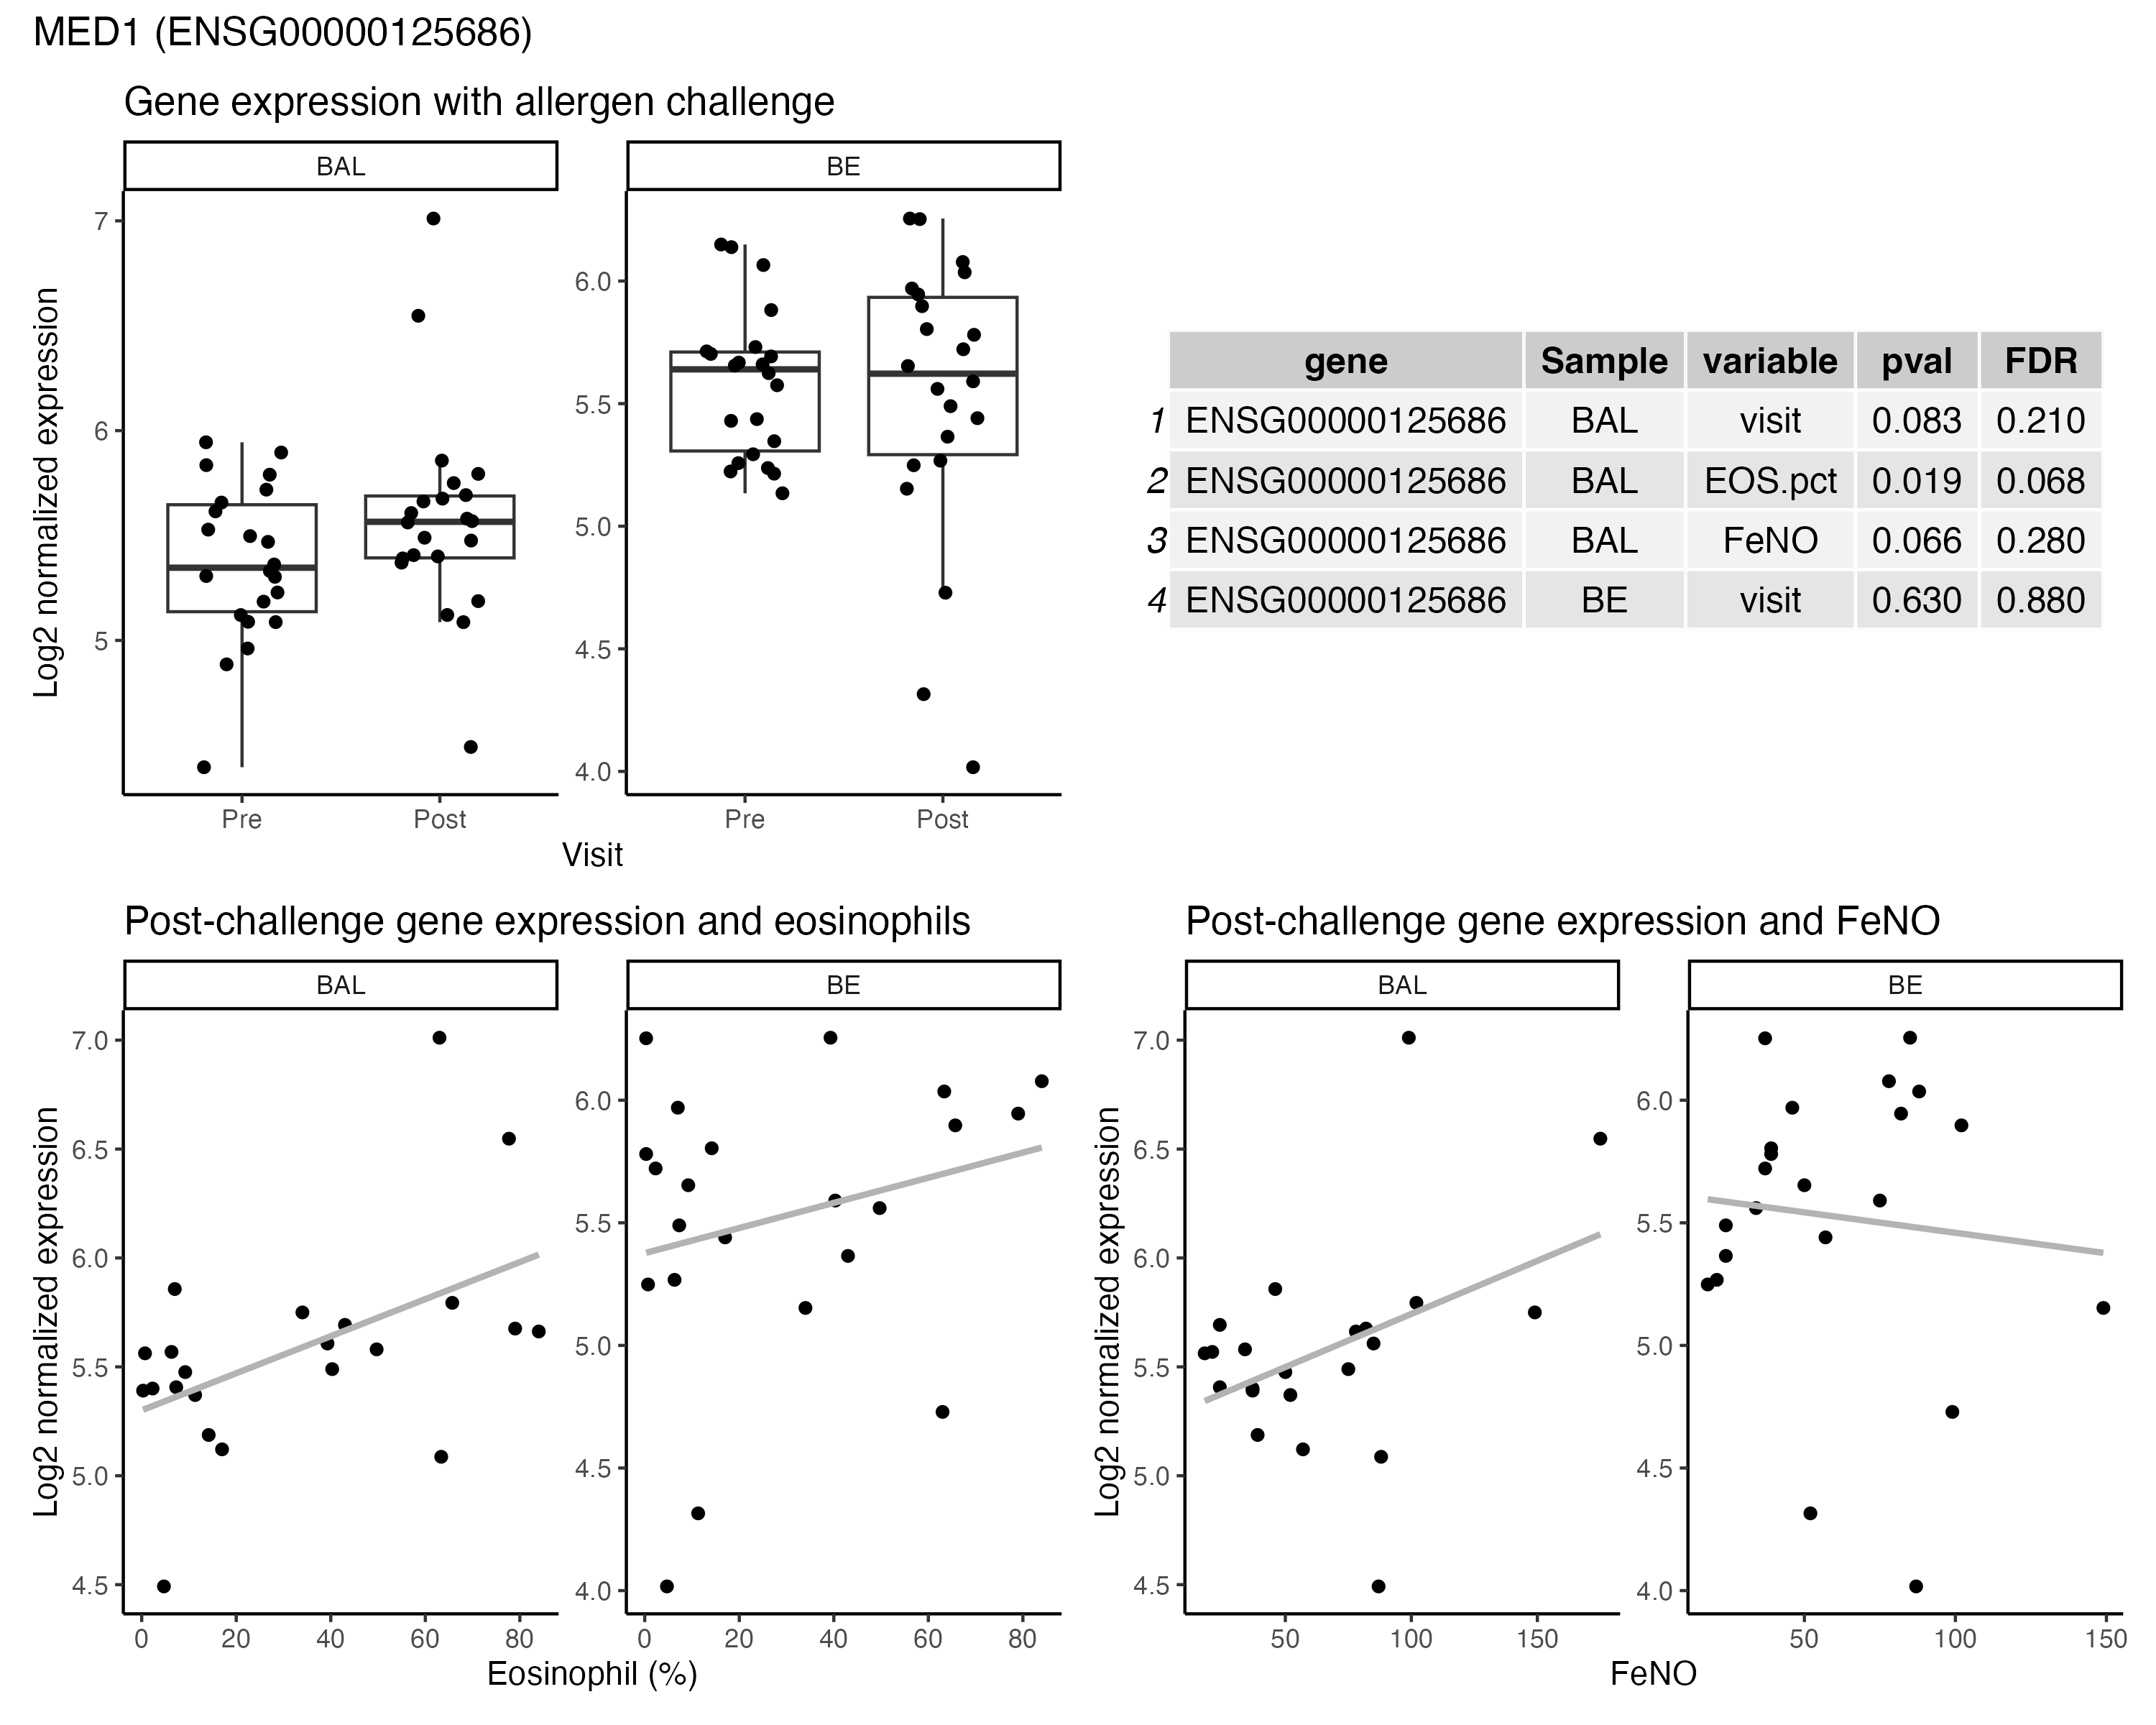 MED1 (ENSG00000125686)
Gene expression with allergen challenge
BAL
BE
Log2 normalized expression
7
6
5
6.0
5.5
5.0
4.5
4.0
Pre
Post
Pre
Post
Visit
gene Sample variable pval FDR
1 ENSG00000125686 BAL visit 0.083 0.210
2 ENSG00000125686 BAL EOS.pct 0.019 0.068
3 ENSG00000125686 BAL FeNO 0.066 0.280
4 ENSG00000125686 BE visit 0.630 0.880
Post-challenge gene expression and eosinophils
BAL
BE
Log2 normalized expression
7.0
6.5
6.0
5.5
5.0
4.5
6.0
5.5
5.0
4.5
4.0
0 20 40 60 80
0 20 40 60 80
Eosinophil (%)
Post-challenge gene expression and FeNO
BAL
BE
Log2 normalized expression
7.0
6.5
6.0
5.5
5.0
4.5
6.0
5.5
5.0
4.5
4.0
50 100 150
50 100 150
FeNO